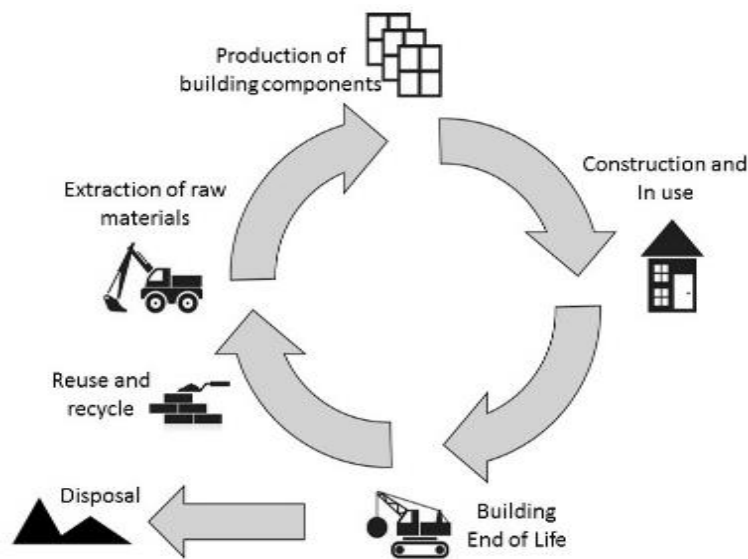 Production of
building components
Construction and
In use
Extraction of raw
materials
Reuse and
recycle
Disposal
Building
End of Life